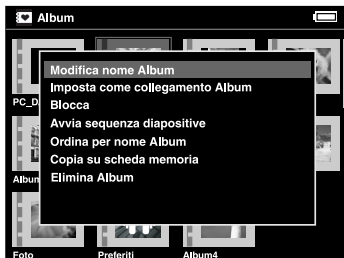 Album
PC_D
Modifica nome Album
Imposta come collegamento Album
Blocca
Avvia sequenza diapositive
Ordina per nome Album
Copia su scheda memoria
Elimina Album
Album
Foto
Preferiti
Album4